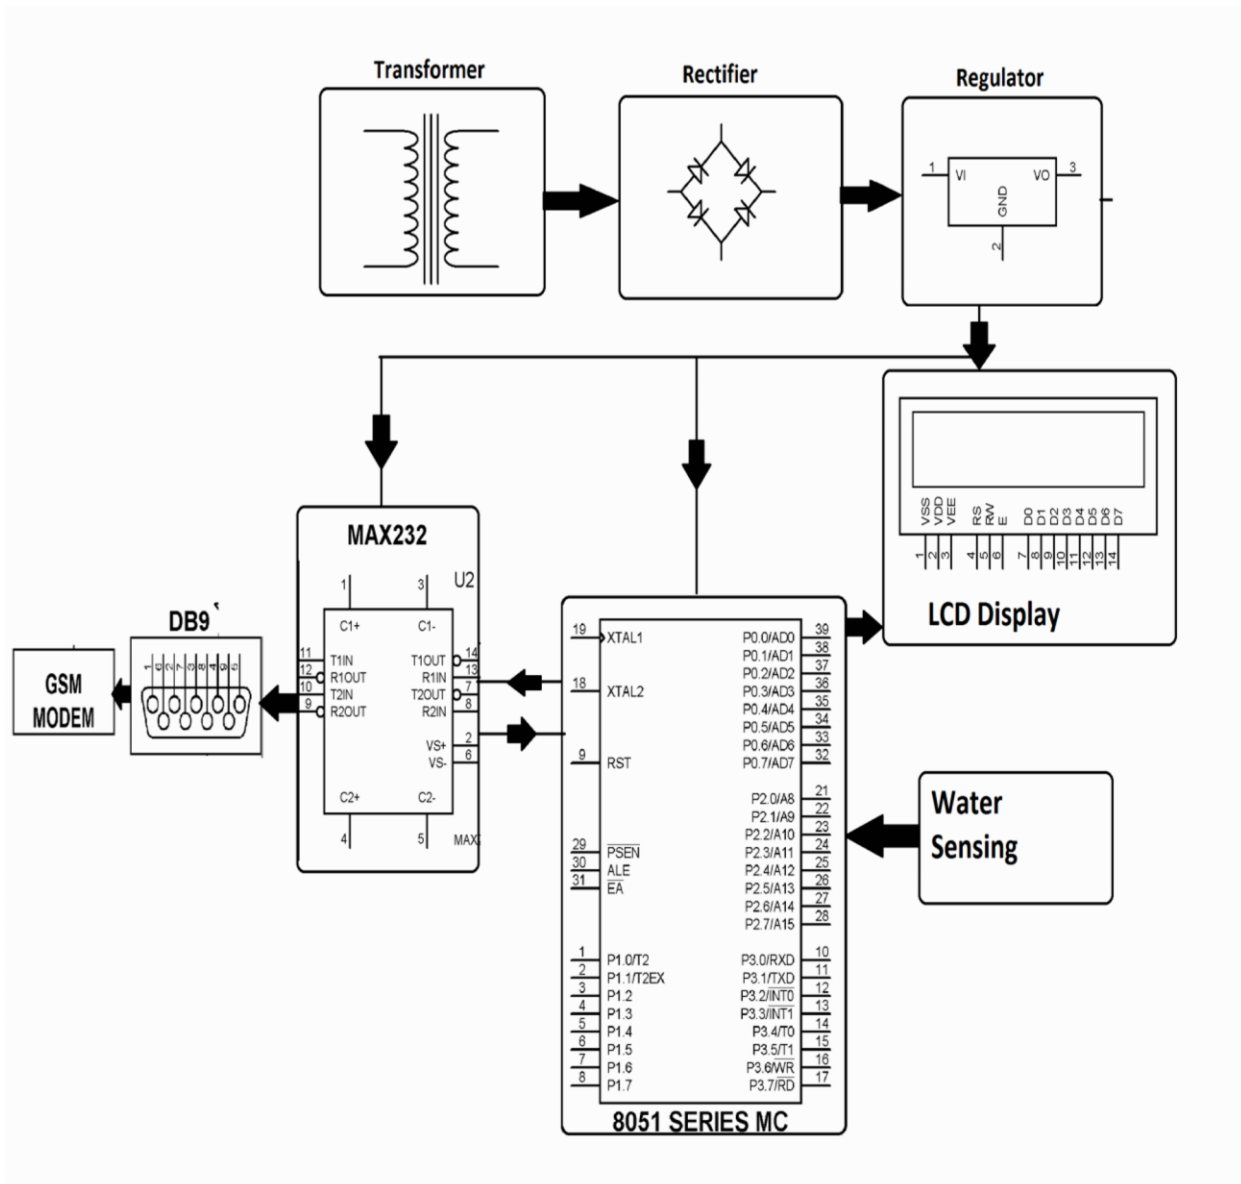 Transformer
Rectifier
Regulator
1
VI
VO
3
GND
2
MAX232
U2
1
3
C1+
C1-
11
T1IN
T1OUT
14
12
R1OUT
R1IN
13
10
T2IN
T2OUT
7
9
R2OUT
R2IN
8
VS+
2
VS-
6
C2+
C2-
4
5
MAX
DB9
1
6
2
7
3
8
4
9
5
GSM
MODEM
VSS
VDD
VEE
RS
RW
E
D0
D1
D2
D3
D4
D5
D6
D7
1
2
3
4
5
6
7
8
9
10
11
12
13
14
LCD Display
19
XTAL1
18
XTAL2
9
RST
29
PSEN
30
ALE
31
EA
1
P1.0/T2
2
P1.1/T2EX
3
P1.2
4
P1.3
5
P1.4
6
P1.5
7
P1.6
8
P1.7
P0.0/AD0
39
P0.1/AD1
38
P0.2/AD2
37
P0.3/AD3
36
P0.4/AD4
35
P0.5/AD5
34
P0.6/AD6
33
P0.7/AD7
32
P2.0/A8
21
P2.1/A9
22
P2.2/A10
23
P2.3/A11
24
P2.4/A12
25
P2.5/A13
26
P2.6/A14
27
P2.7/A15
28
P3.0/RXD
10
P3.1/TXD
11
P3.2/INT0
12
P3.3/INT1
13
P3.4/T0
14
P3.5/T1
15
P3.6/WR
16
P3.7/RD
17
8051 SERIES MC
Water
Sensing